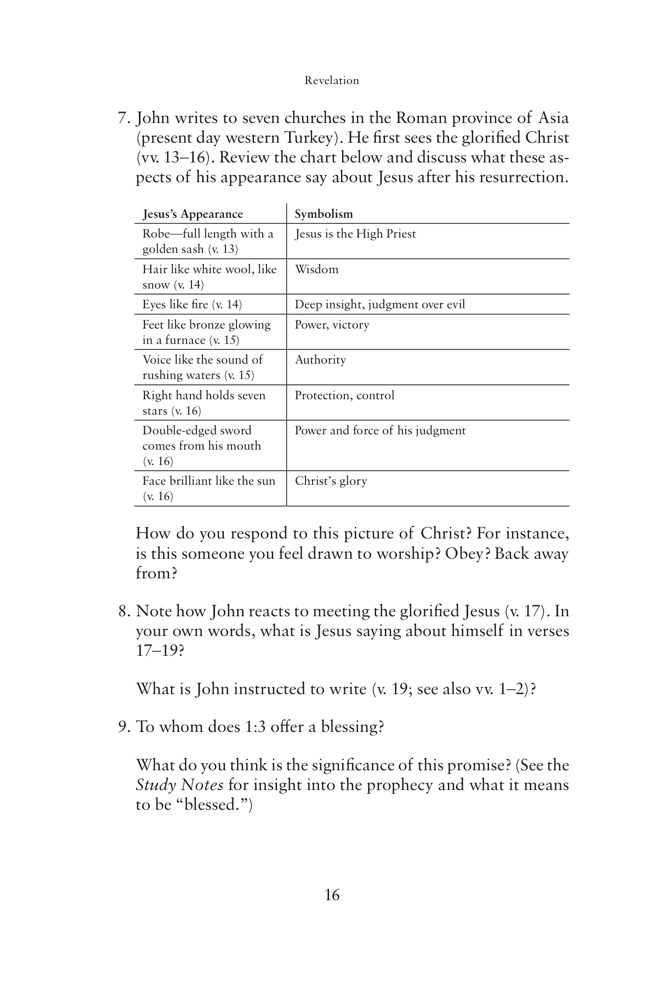 Revelation
7. John writes to seven churches in the Roman province of Asia
(present day western Turkey). He first sees the glorified Christ
(vv. 13–16). Review the chart below and discuss what these as-
pects of his appearance say about Jesus after his resurrection.
Jesus's Appearance Symbolism
Robe—full length with a Jesus is the High Priest
golden sash (v. 13)
Hair like white wool, like Wisdom
snow (v. 14)
Eyes like fire (v. 14) Deep insight, judgment over evil
Feet like bronze glowing Power, victory
in a furnace (v. 15)
Voice like the sound of Authority
rushing waters (v. 15)
Right hand holds seven Protection, control
stars (v. 16)
Double-edged sword Power and force of his judgment
comes from his mouth
(v. 16)
Face brilliant like the sun Christ's glory
(v. 16)
How do you respond to this picture of Christ? For instance,
is this someone you feel drawn to worship? Obey? Back away
from?
8. Note how John reacts to meeting the glorified Jesus (v. 17). In
your own words, what is Jesus saying about himself in verses
17–19?
What is John instructed to write (v. 19; see also vv. 1–2)?
9. To whom does 1:3 offer a blessing?
What do you think is the significance of this promise? (See the
Study Notes for insight into the prophecy and what it means
to be “blessed.”)
16